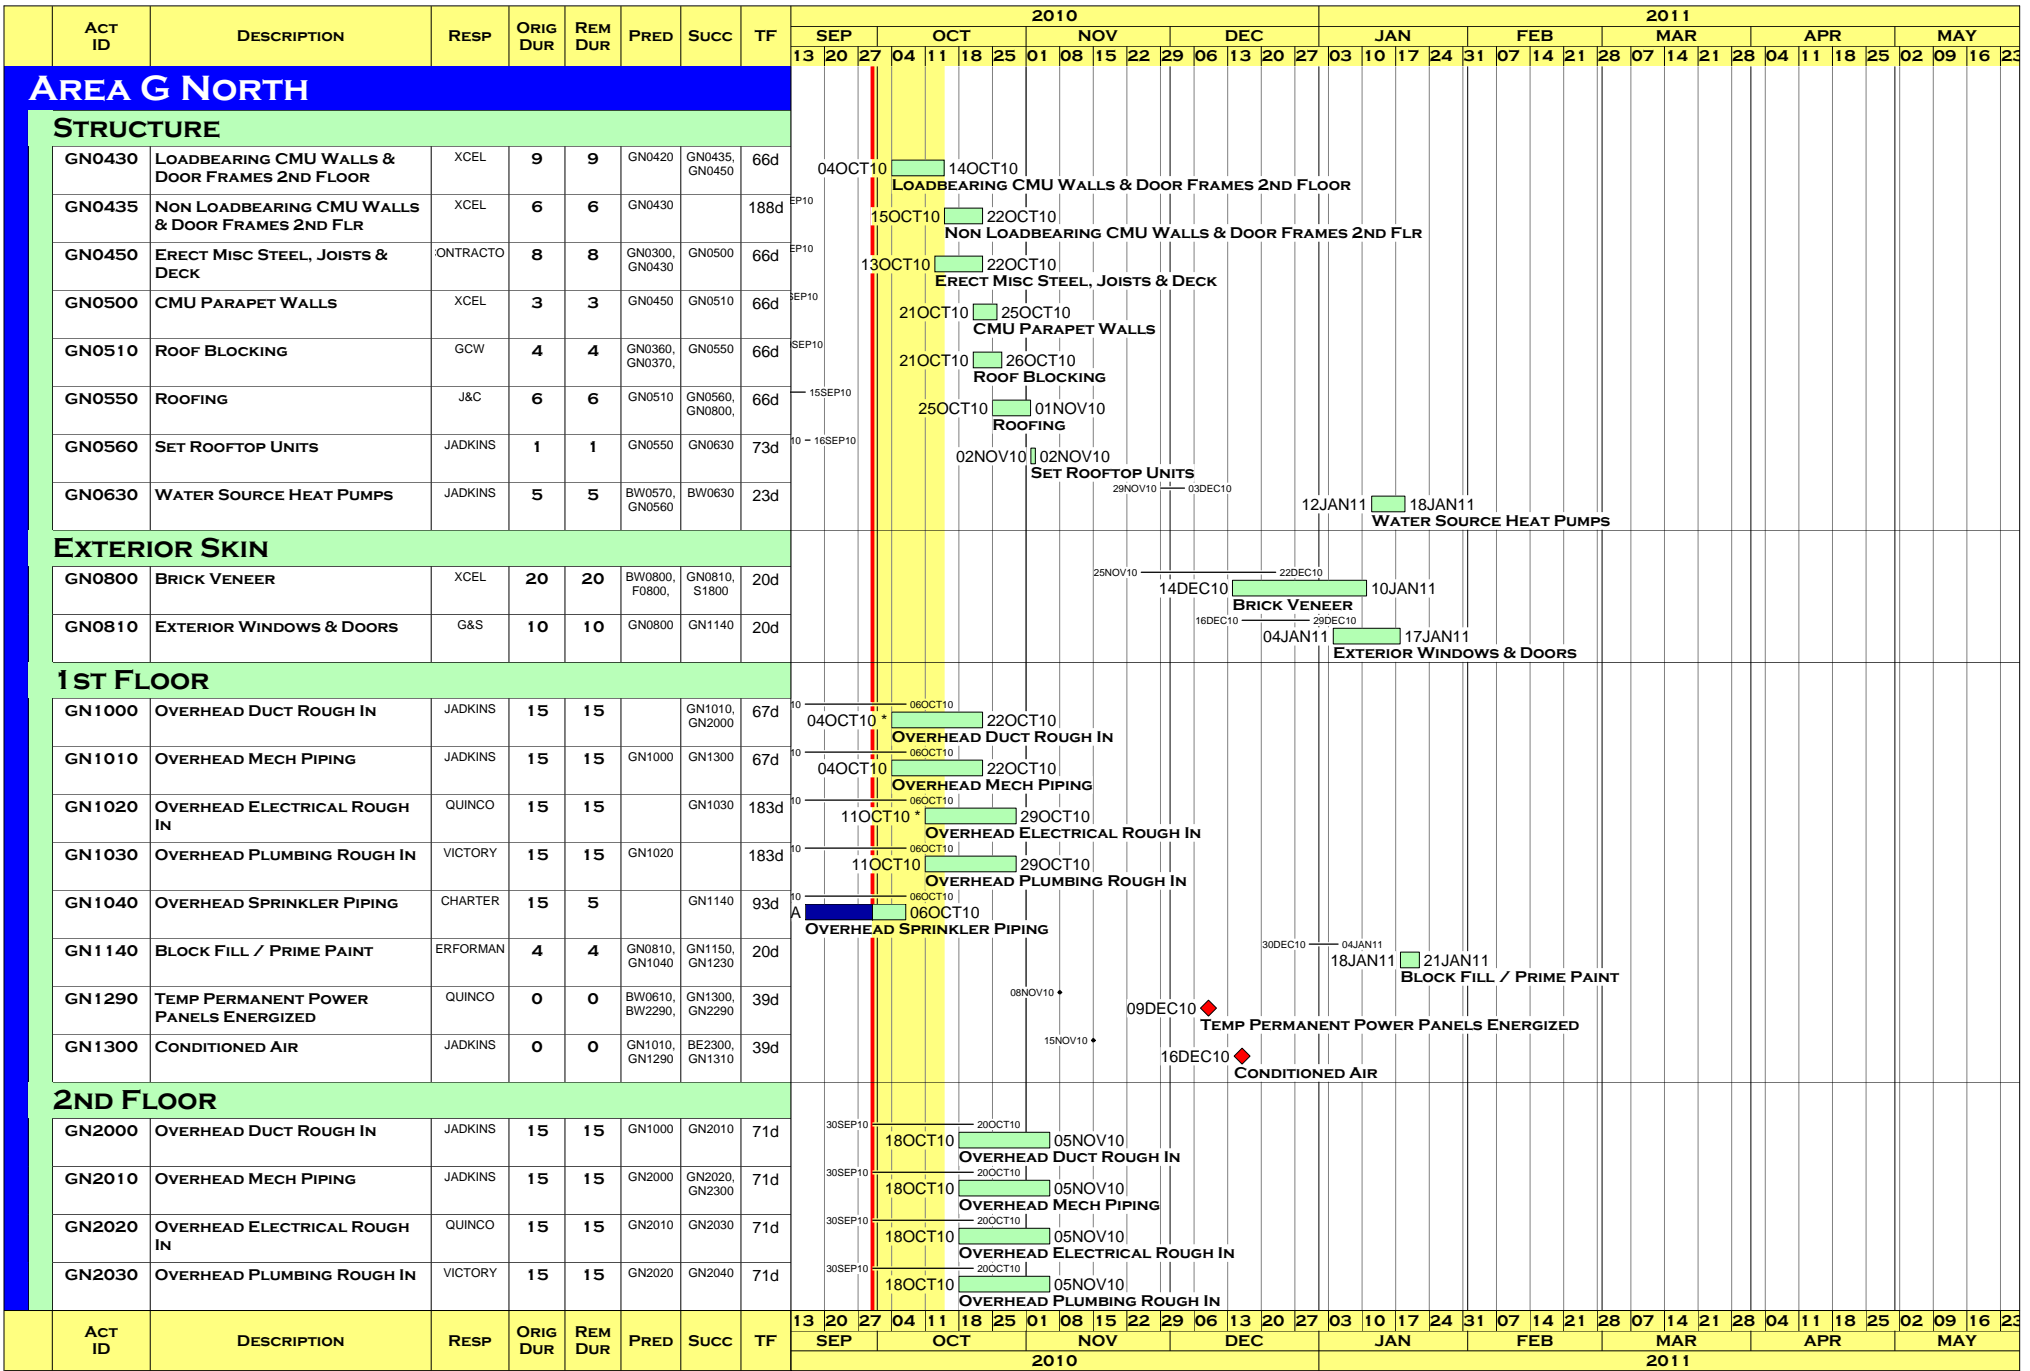 2010 2011
ACT ID DESCRIPTION RESP ORIG DUR REM DUR PRED SUCC TF SEP OCT NOV DEC JAN FEB MAR APR MAY
13 20 27 04 11 18 25 01 08 15 22 29 06 13 20 27 03 10 17 24 31 07 14 21 28 07 14 21 28 04 11 18 25 02 09 16 23
AREA G NORTH
STRUCTURE
GN0430 LOADBEARING CMU WALLS & XCEL 9 9 GN0420 GN0435, 66d
DOOR FRAMES 2ND FLOOR GN0450
04OCT10 14OCT10
LOADBEARING CMU WALLS & DOOR FRAMES 2ND FLOOR
GN0435 NON LOADBEARING CMU WALLS XCEL 6 6 GN0430 188d EP10
& DOOR FRAMES 2ND FLR
15OCT10 22OCT10
NON LOADBEARING CMU WALLS & DOOR FRAMES 2ND FLR
GN0450 ERECT MISC STEEL, JOISTS & ONTRACTO 8 8 GN0300, GN0500 66d EP10
DECK GN0430
13OCT10 22OCT10
ERECT MISC STEEL, JOISTS & DECK
GN0500 CMU PARAPET WALLS XCEL 3 3 GN0450 GN0510 66d SEP10
21OCT10 25OCT10
CMU PARAPET WALLS
GN0510 ROOF BLOCKING GCW 4 4 GN0360, GN0550 66d SEP10
GN0370,
21OCT10 26OCT10
ROOF BLOCKING
GN0550 ROOFING J&C 6 6 GN0510 GN0560, 66d 15SEP10
GN0800,
25OCT10 01NOV10
ROOFING
GN0560 SET ROOFTOP UNITS JADKINS 1 1 GN0550 GN0630 73d 10 16SEP10
02NOV10 02NOV10
SET ROOFTOP UNITS
GN0630 WATER SOURCE HEAT PUMPS JADKINS 5 5 BW0570, BW0630 23d 29NOV10 03DEC10
GN0560
12JAN11 18JAN11
WATER SOURCE HEAT PUMPS
EXTERIOR SKIN
GN0800 BRICK VENEER XCEL 20 20 BW0800, GN0810, 20d 25NOV10 22DEC10
F0800, S1800
14DEC10 10JAN11
BRICK VENEER
GN0810 EXTERIOR WINDOWS & DOORS G&S 10 10 GN0800 GN1140 20d 16DEC10 29DEC10
04JAN11 17JAN11
EXTERIOR WINDOWS & DOORS
1ST FLOOR
GN1000 OVERHEAD DUCT ROUGH IN JADKINS 15 15 GN1010, 67d 10 06OCT10
GN2000
04OCT10 * 22OCT10
OVERHEAD DUCT ROUGH IN
GN1010 OVERHEAD MECH PIPING JADKINS 15 15 GN1000 GN1300 67d 10 06OCT10
04OCT10 22OCT10
OVERHEAD MECH PIPING
GN1020 OVERHEAD ELECTRICAL ROUGH QUINCO 15 15 GN1030 183d 10 06OCT10
IN
11OCT10 * 29OCT10
OVERHEAD ELECTRICAL ROUGH IN
GN1030 OVERHEAD PLUMBING ROUGH IN VICTORY 15 15 GN1020 183d 10 06OCT10
11OCT10 29OCT10
OVERHEAD PLUMBING ROUGH IN
GN1040 OVERHEAD SPRINKLER PIPING CHARTER 15 5 GN1140 93d 10 06OCT10
A 06OCT10
OVERHEAD SPRINKLER PIPING
GN1140 BLOCK FILL / PRIME PAINT ERFORMAN 4 4 GN0810, GN1150, 20d 30DEC10 04JAN11
GN1040 GN1230
18JAN11 21JAN11
BLOCK FILL / PRIME PAINT
GN1290 TEMP PERMANENT POWER QUINCO 0 0 BW0610, GN1300, 39d 08NOV10
PANELS ENERGIZED BW2290, GN2290
09DEC10
TEMP PERMANENT POWER PANELS ENERGIZED
GN1300 CONDITIONED AIR JADKINS 0 0 GN1010, BE2300, 39d 15NOV10
GN1290 GN1310
16DEC10
CONDITIONED AIR
2ND FLOOR
GN2000 OVERHEAD DUCT ROUGH IN JADKINS 15 15 GN1000 GN2010 71d 30SEP10 20OCT10
18OCT10 05NOV10
OVERHEAD DUCT ROUGH IN
GN2010 OVERHEAD MECH PIPING JADKINS 15 15 GN2000 GN2020, 71d 30SEP10 20OCT10
GN2300
18OCT10 05NOV10
OVERHEAD MECH PIPING
GN2020 OVERHEAD ELECTRICAL ROUGH QUINCO 15 15 GN2010 GN2030 71d 30SEP10 20OCT10
IN
18OCT10 05NOV10
OVERHEAD ELECTRICAL ROUGH IN
GN2030 OVERHEAD PLUMBING ROUGH IN VICTORY 15 15 GN2020 GN2040 71d 30SEP10 20OCT10
18OCT10 05NOV10
OVERHEAD PLUMBING ROUGH IN
13 20 27 04 11 18 25 01 08 15 22 29 06 13 20 27 03 10 17 24 31 07 14 21 28 07 14 21 28 04 11 18 25 02 09 16 23
ACT ID DESCRIPTION RESP ORIG DUR REM DUR PRED SUCC TF SEP OCT NOV DEC JAN FEB MAR APR MAY
2010 2011